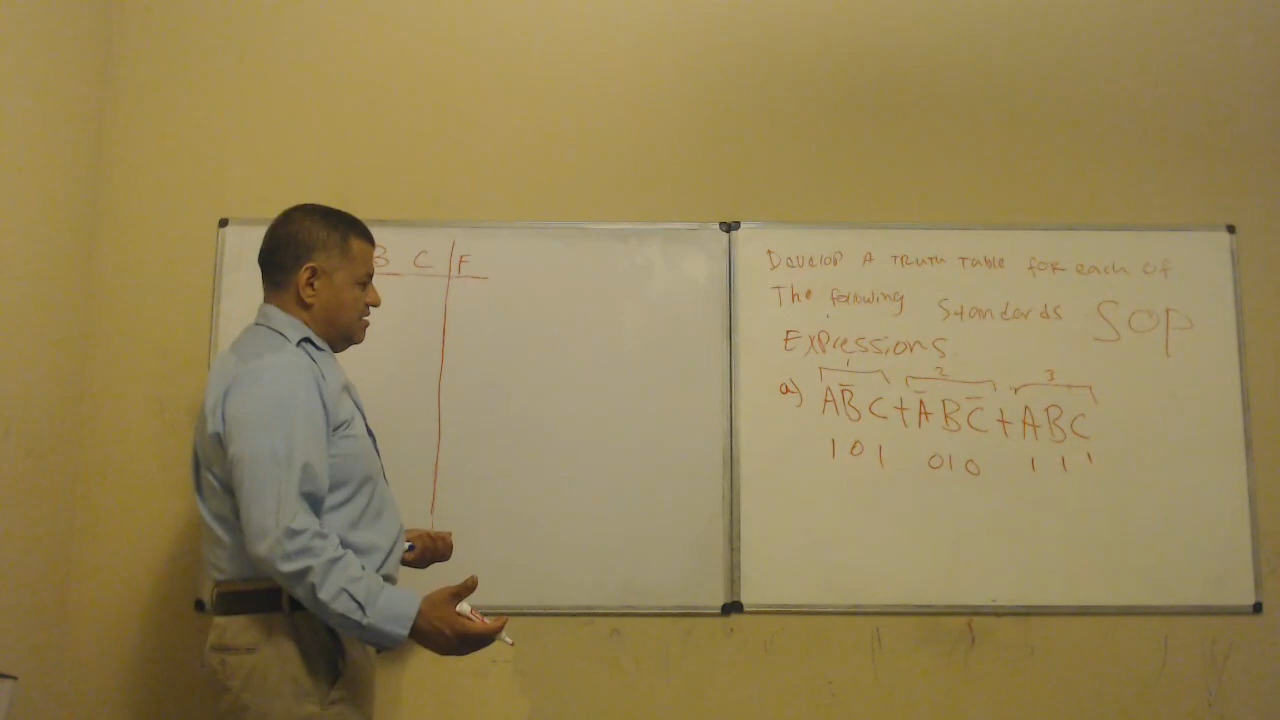 B C F
Develop A Truth Table for each of
The following Standards SOP
Expressions
1 2 3
a) AB̅C + A̅BC̅ + ABC
101 010 111